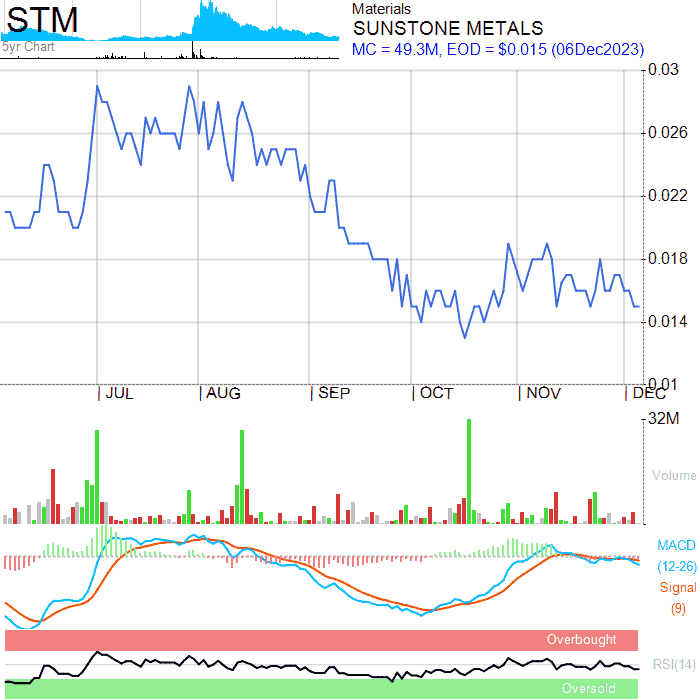 STM
5yr Chart
Materials
SUNSTONE METALS
MC = 49.3M, EOD = $0.015 (06Dec2023)
0.03
0.026
0.022
0.018
0.014
0.01
JUL
AUG
SEP
OCT
NOV
DEC
32M
Volume
MACD
(12-26)
Signal
(9)
Overbought
RSI(14)
Oversold